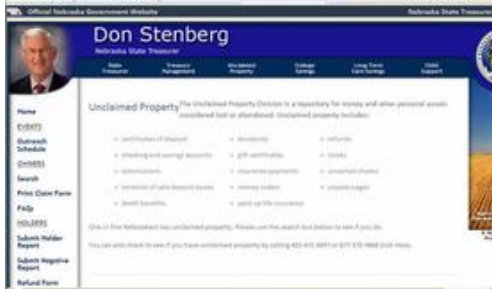 Official Nebraska Government Website
Nebraska State Treasurer
Don Stenberg
Nebraska State Treasurer
State Treasurer
Treasury Management
Unclaimed Property
College Savings
Long Term Care Savings
Child Support
Home
EVENTS
Outreach Schedule
OWNERS
Search
Print Claim Form
FAQs
HOLDERS
Submit Holder Report
Submit Negative Report
Refund Form
Unclaimed Property
The Unclaimed Property Division is a repository for money and other personal assets
considered lost or abandoned. Unclaimed property includes:
certificates of deposit
dividends
refunds
checking and savings accounts
gift certificates
stocks
commissions
insurance payments
uncashed checks
contents of safe deposit boxes
money orders
unpaid wages
death benefits
paid-up life insurance
One in five Nebraskans has unclaimed property. Please use the search tool below to see if you do.
You can also check to see if you have unclaimed property by calling